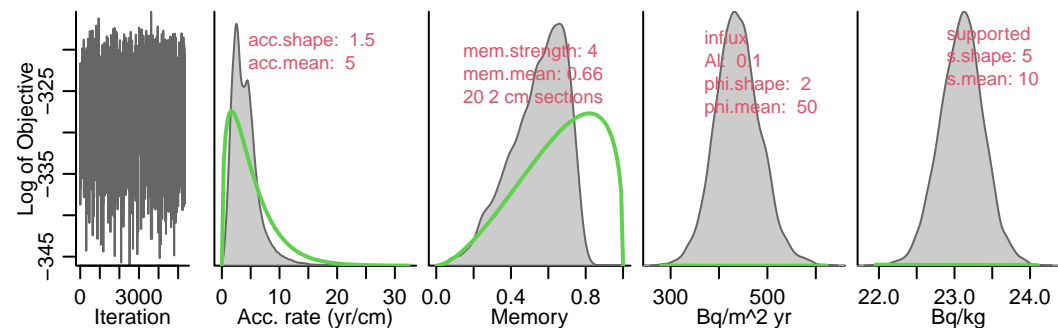 Log of Objective
-345
-335
-325
0
3000
Iteration
acc.shape: 1.5
acc.mean: 5
0
10
20
30
Acc. rate (yr/cm)
mem.strength: 4
mem.mean: 0.66
20 2 cm sections
0.0
0.4
0.8
Memory
influx
Al: 0.1
phi.shape: 2
phi.mean: 50
300
500
Bq/m^2 yr
supported
s.shape: 5
s.mean: 10
22.0
23.0
24.0
Bq/kg